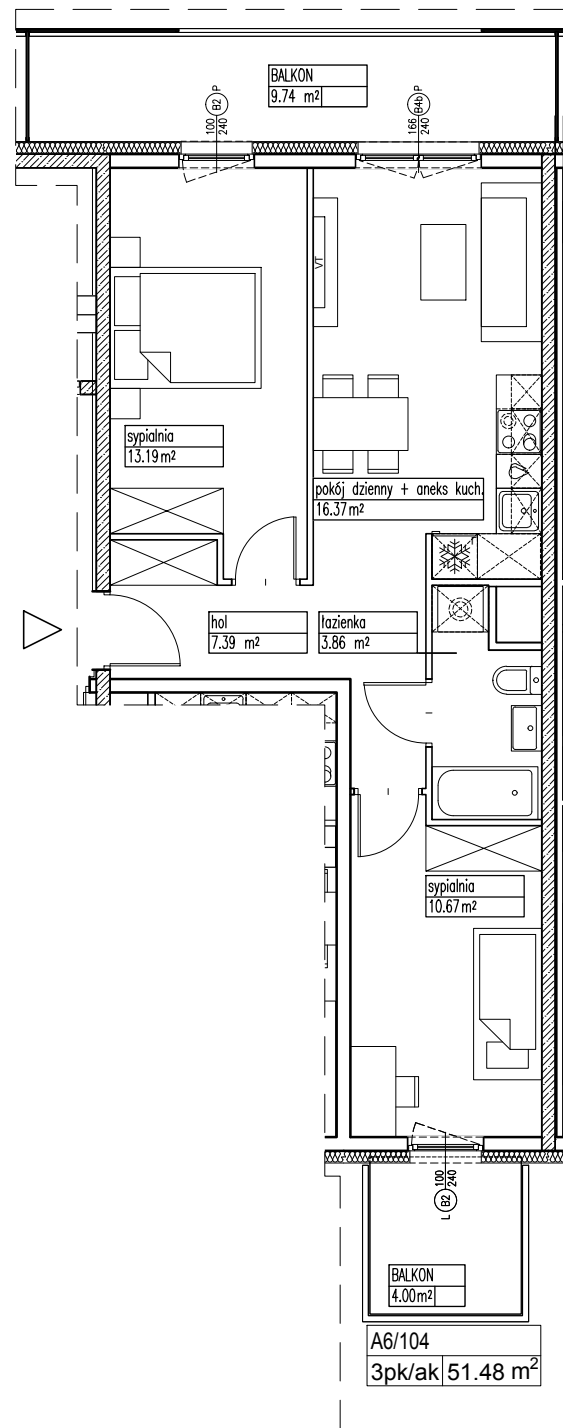 BALKON
9.74 m²
100
240
B2
P
166
240
B4b
P
VT
sypialnia
13.19 m²
pokój dzienny + aneks kuch.
16.37 m²
hol
7.39 m²
łazienka
3.86 m²
sypialnia
10.67 m²
100
240
L
B2
BALKON
4.00 m²
A6/104
3pk/ak 51.48 m²